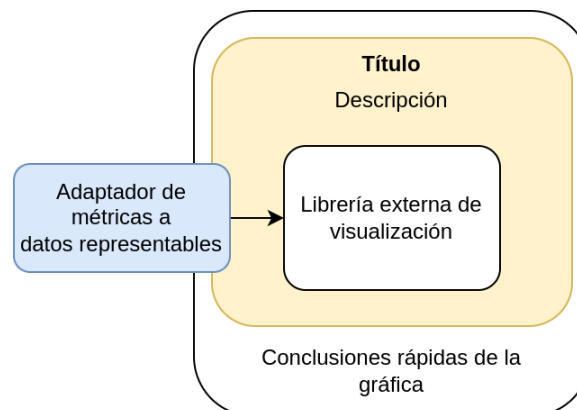 Título
Descripción
Adaptador de
métricas a
datos representables
Librería externa de
visualización
Conclusiones rápidas de la
gráfica